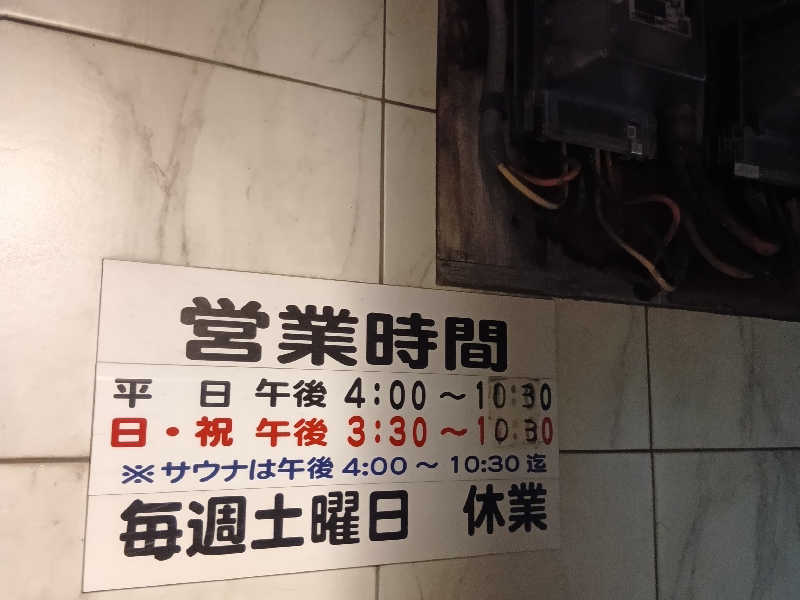 営業時間
平 日 午後 4:00 ～ 10:30
日・祝 午後 3:30 ～ 10:30
※ サウナは午後 4:00 ～ 10:30 迄
毎週土曜日 休業